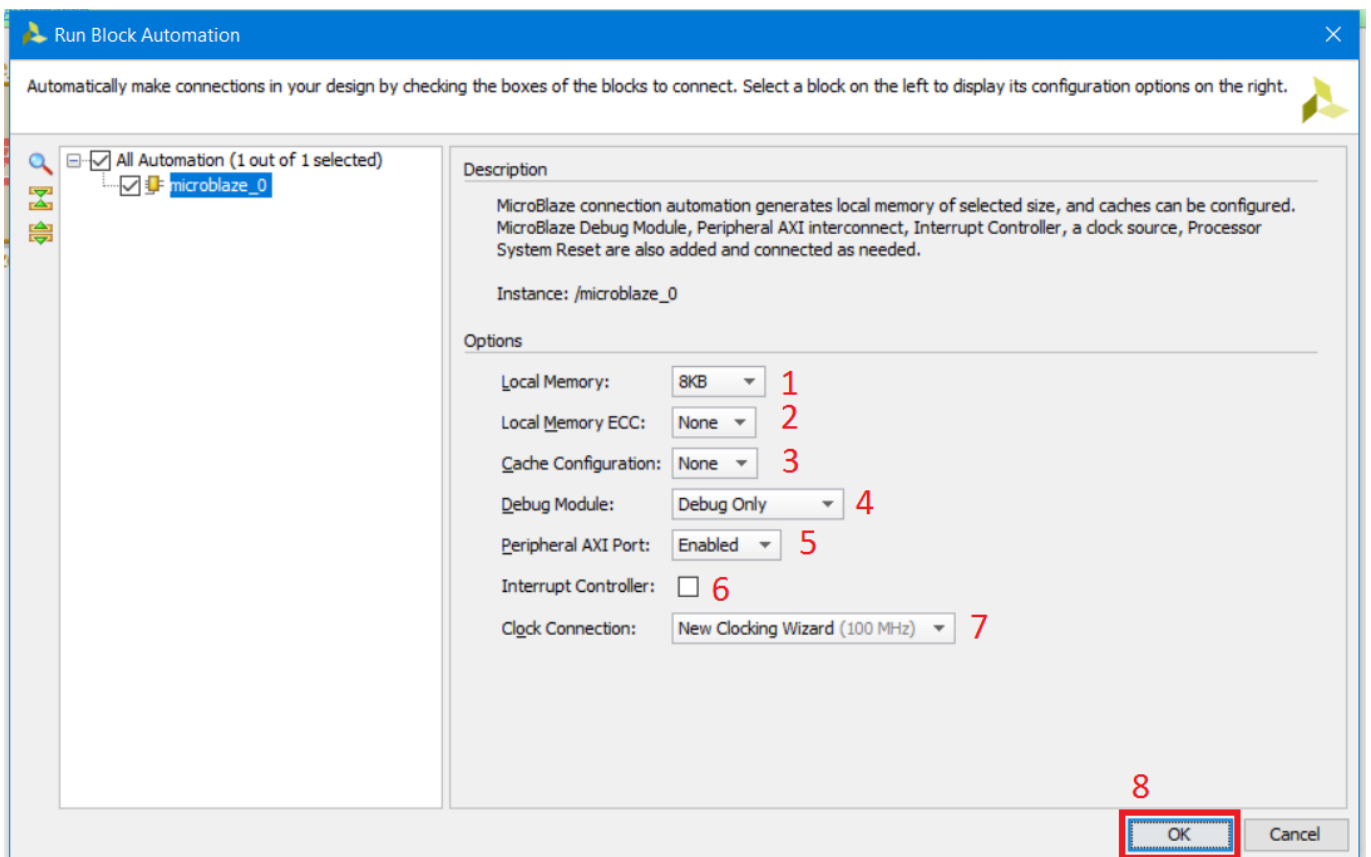 Run Block Automation
Automatically make connections in your design by checking the boxes of the blocks to connect. Select a block on the left to display its configuration options on the right.
All Automation (1 out of 1 selected)
microblaze_0
Description
MicroBlaze connection automation generates local memory of selected size, and caches can be configured.
MicroBlaze Debug Module, Peripheral AXI interconnect, Interrupt Controller, a clock source, Processor
System Reset are also added and connected as needed.
Instance: /microblaze_0
Options
Local Memory: 8KB 1
Local Memory ECC: None 2
Cache Configuration: None 3
Debug Module: Debug Only 4
Peripheral AXI Port: Enabled 5
Interrupt Controller: 6
Clock Connection: New Clocking Wizard (100 MHz) 7
8
OK Cancel